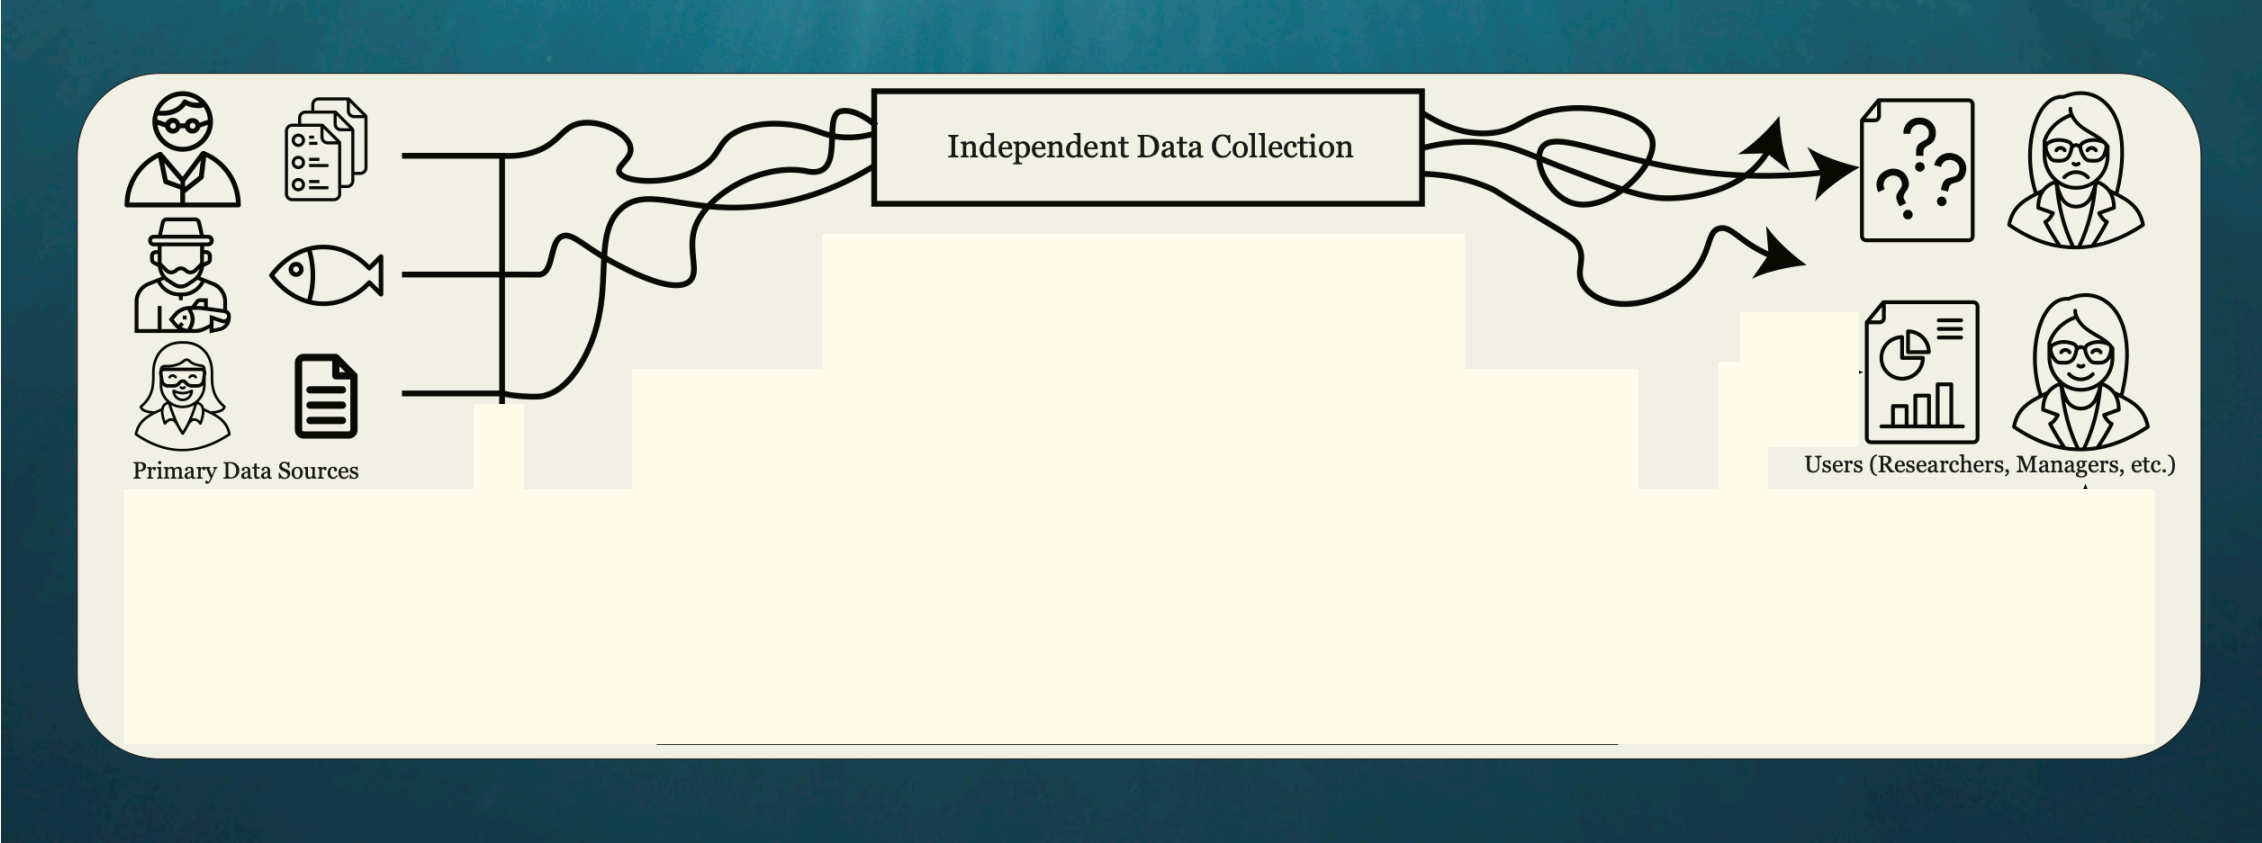 Independent Data Collection
? ? ?
Primary Data Sources
Users (Researchers, Managers, etc.)